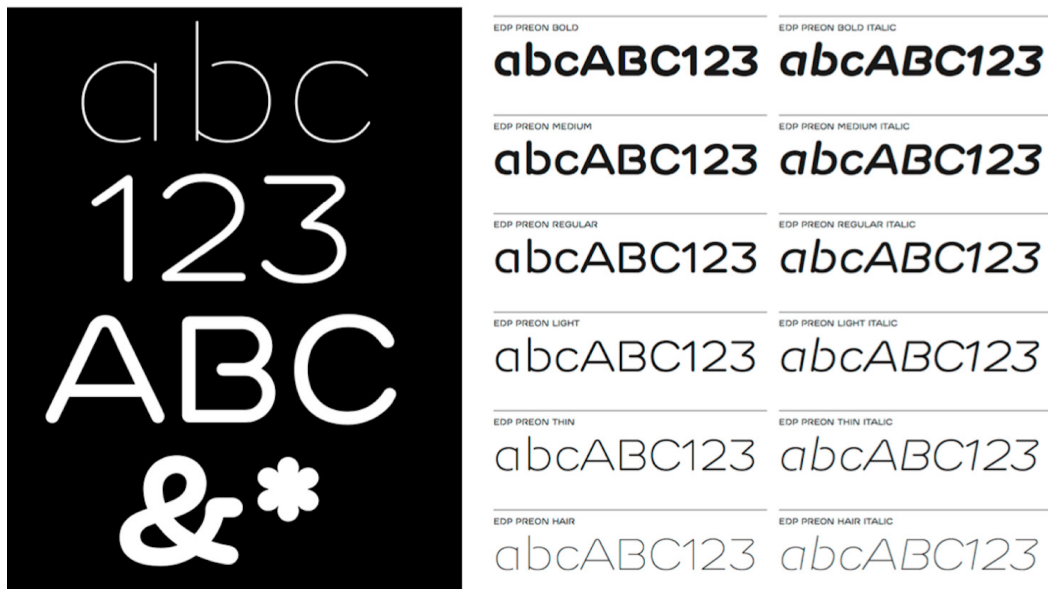 abc
123
ABC
&*
EDP PREON BOLD
abcABC123
EDP PREON BOLD ITALIC
abcABC123
EDP PREON MEDIUM
abcABC123
EDP PREON MEDIUM ITALIC
abcABC123
EDP PREON REGULAR
abcABC123
EDP PREON REGULAR ITALIC
abcABC123
EDP PREON LIGHT
abcABC123
EDP PREON LIGHT ITALIC
abcABC123
EDP PREON THIN
abcABC123
EDP PREON THIN ITALIC
abcABC123
EDP PREON HAIR
abcABC123
EDP PREON HAIR ITALIC
abcABC123